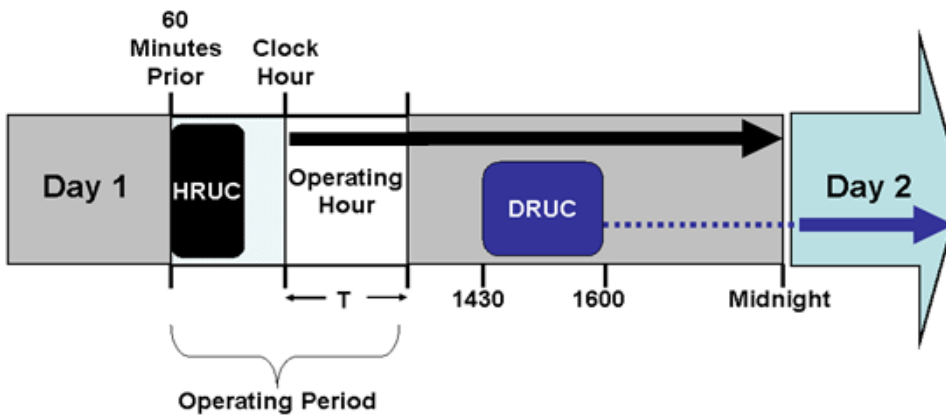 60
Minutes
Prior
Clock
Hour
Day 1
HRUC
Operating
Hour
DRUC
Day 2
T
1430
1600
Midnight
Operating Period